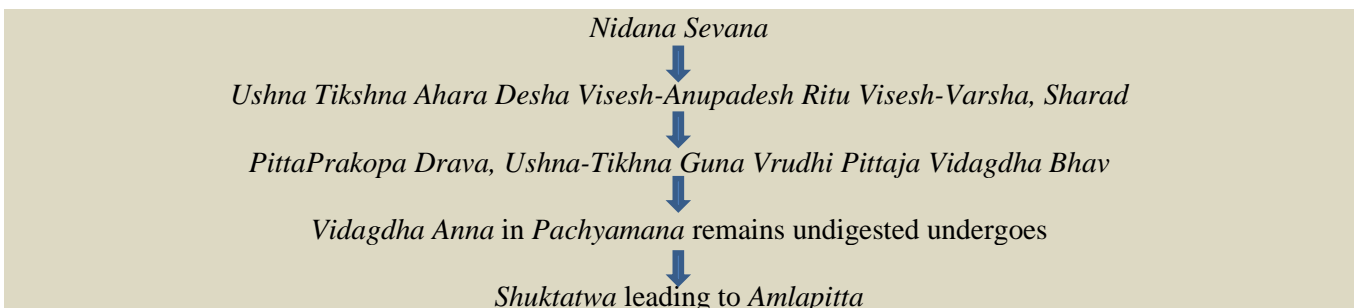 Nidana Sevana
Ushna Tikshna Ahara Desha Visesh-Anupadesh Ritu Visesh-Varsha, Sharad
PittaPrakopa Drava, Ushna-Tikhna Guna Vrudhi Pittaja Vidagdha Bhav
Vidagdha Anna in Pachyamana remains undigested undergoes
Shuktatwa leading to Amlapitta